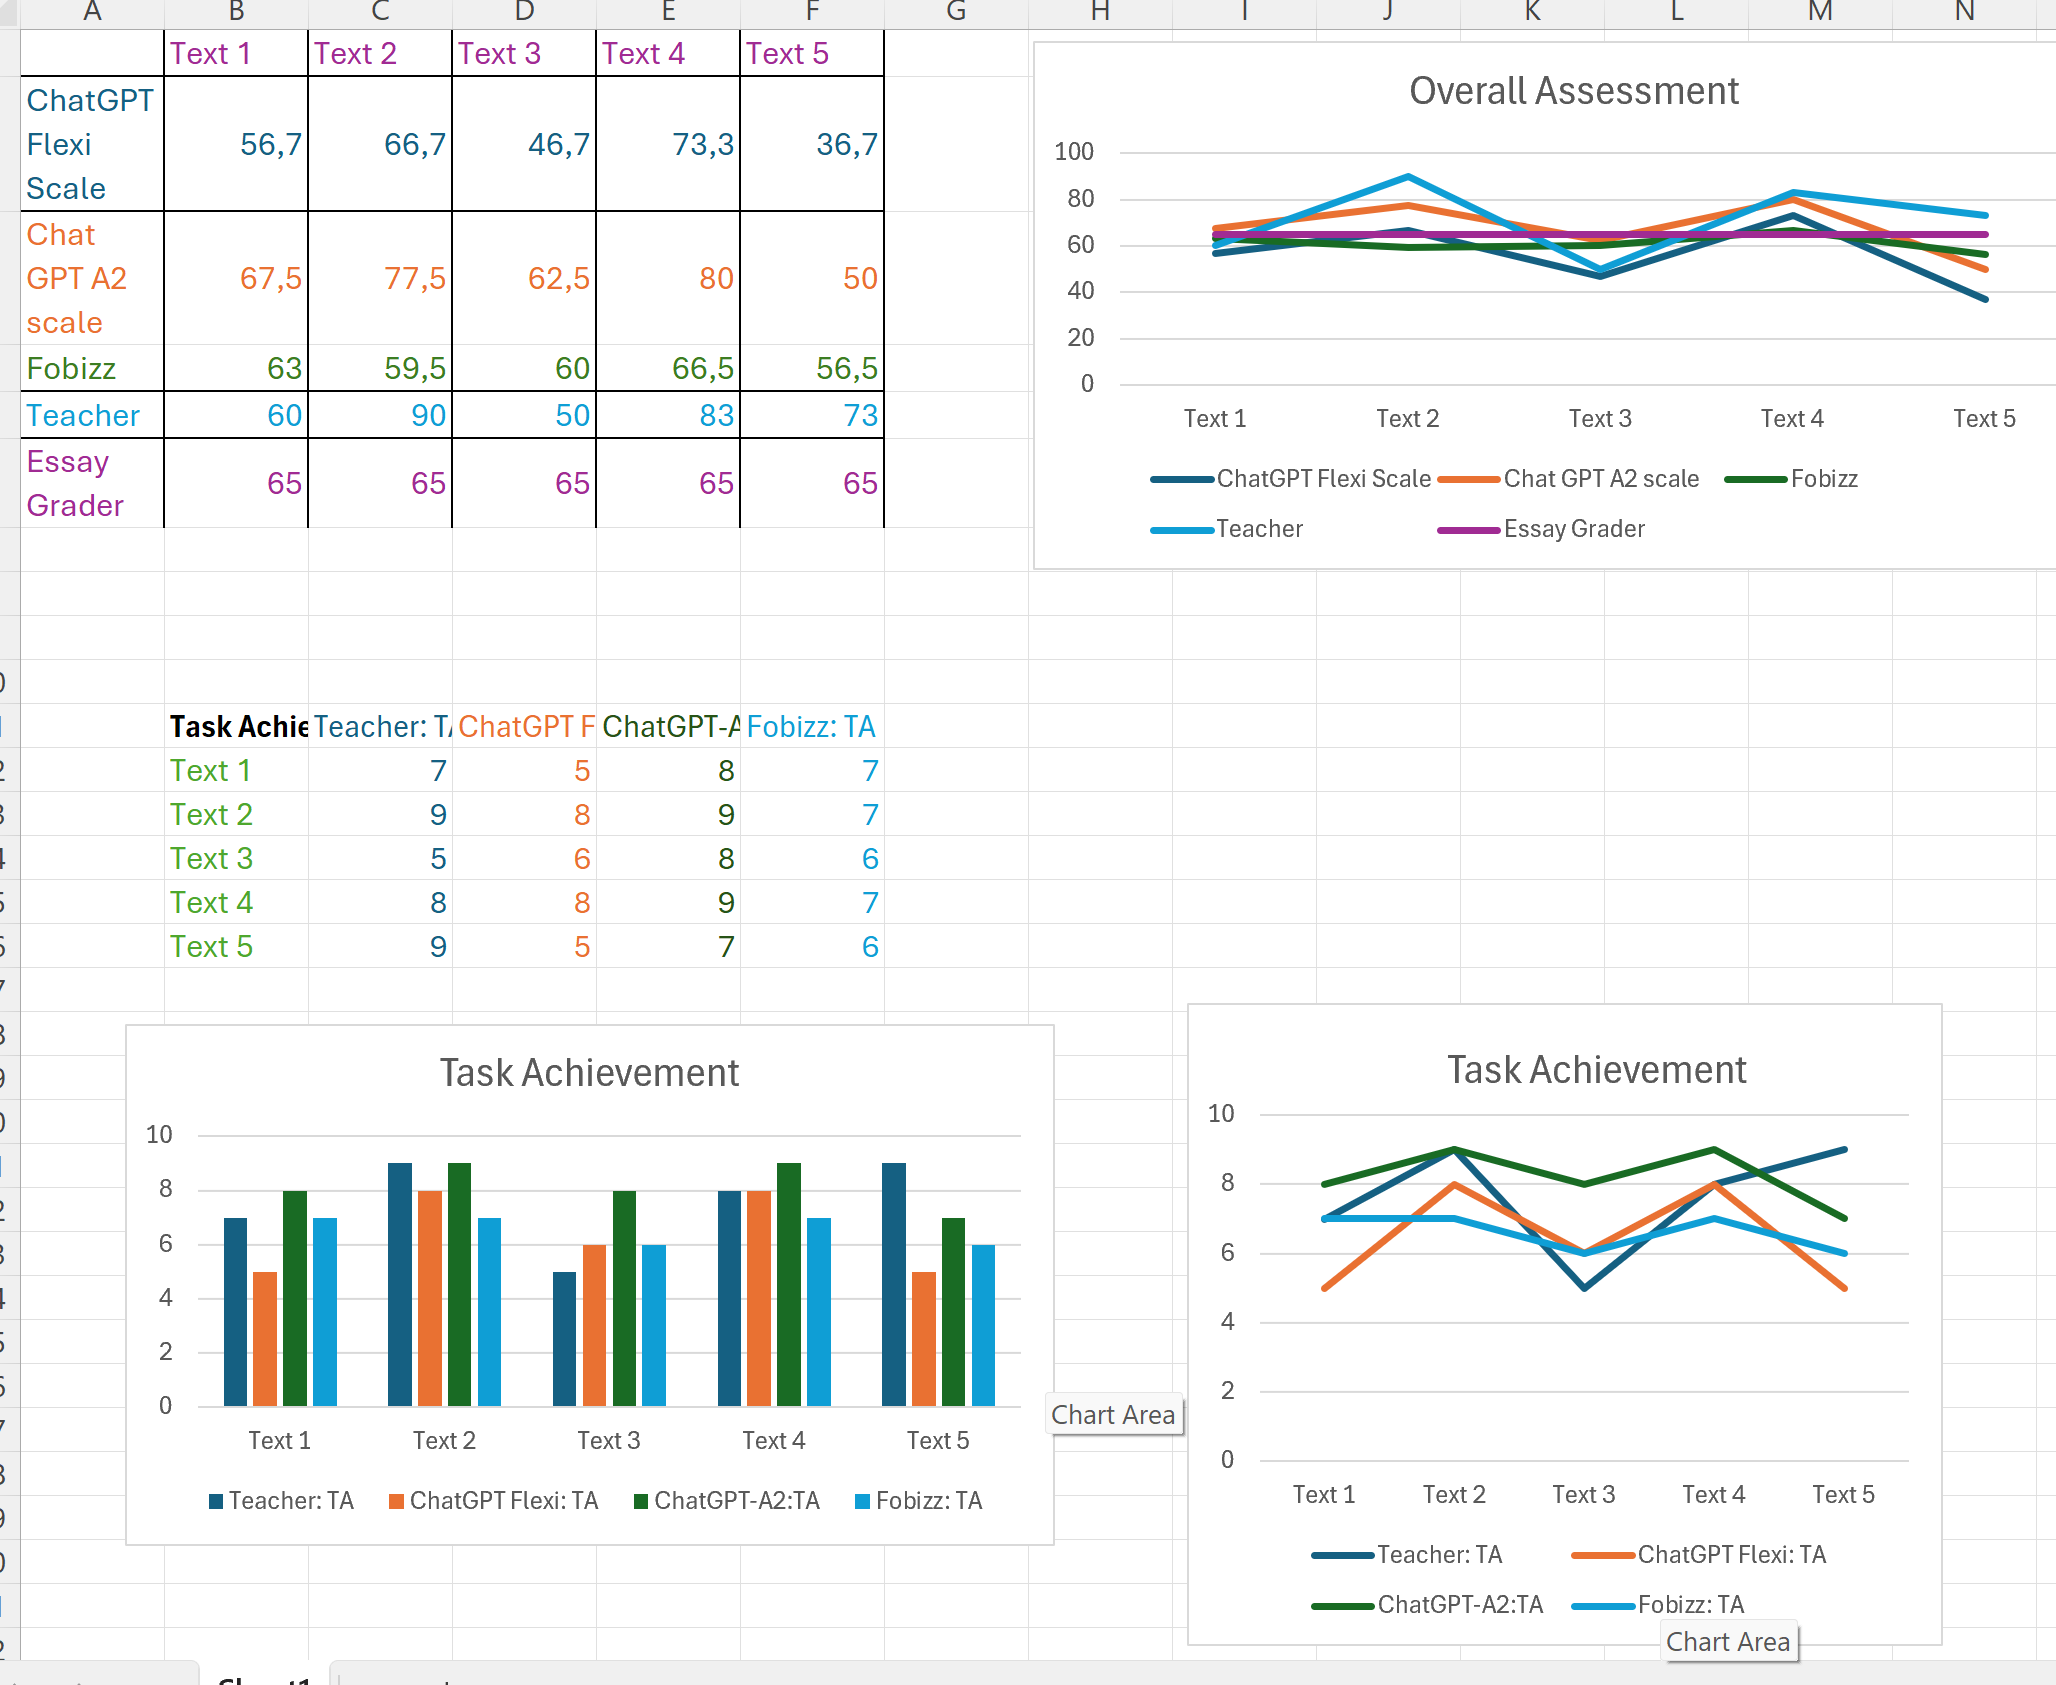 A B C D E F G H I J K L M N
Text 1 Text 2 Text 3 Text 4 Text 5
ChatGPT
Flexi
Scale
56,7 66,7 46,7 73,3 36,7
Chat
GPT A2
scale
67,5 77,5 62,5 80 50
Fobizz 63 59,5 60 66,5 56,5
Teacher 60 90 50 83 73
Essay
Grader
65 65 65 65 65
Overall Assessment
100
80
60
40
20
0
Text 1 Text 2 Text 3 Text 4 Text 5
ChatGPT Flexi Scale Chat GPT A2 scale Fobizz
Teacher Essay Grader
Task Achie Teacher: TA ChatGPT F ChatGPT-A Fobizz: TA
Text 1 7 5 8 7
Text 2 9 8 9 7
Text 3 5 6 8 6
Text 4 8 8 9 7
Text 5 9 5 7 6
Task Achievement
10
8
6
4
2
0
Text 1 Text 2 Text 3 Text 4 Text 5
Teacher: TA ChatGPT Flexi: TA ChatGPT-A2:TA Fobizz: TA
Chart Area
Task Achievement
10
8
6
4
2
0
Text 1 Text 2 Text 3 Text 4 Text 5
Teacher: TA ChatGPT Flexi: TA
ChatGPT-A2:TA Fobizz: TA
Chart Area